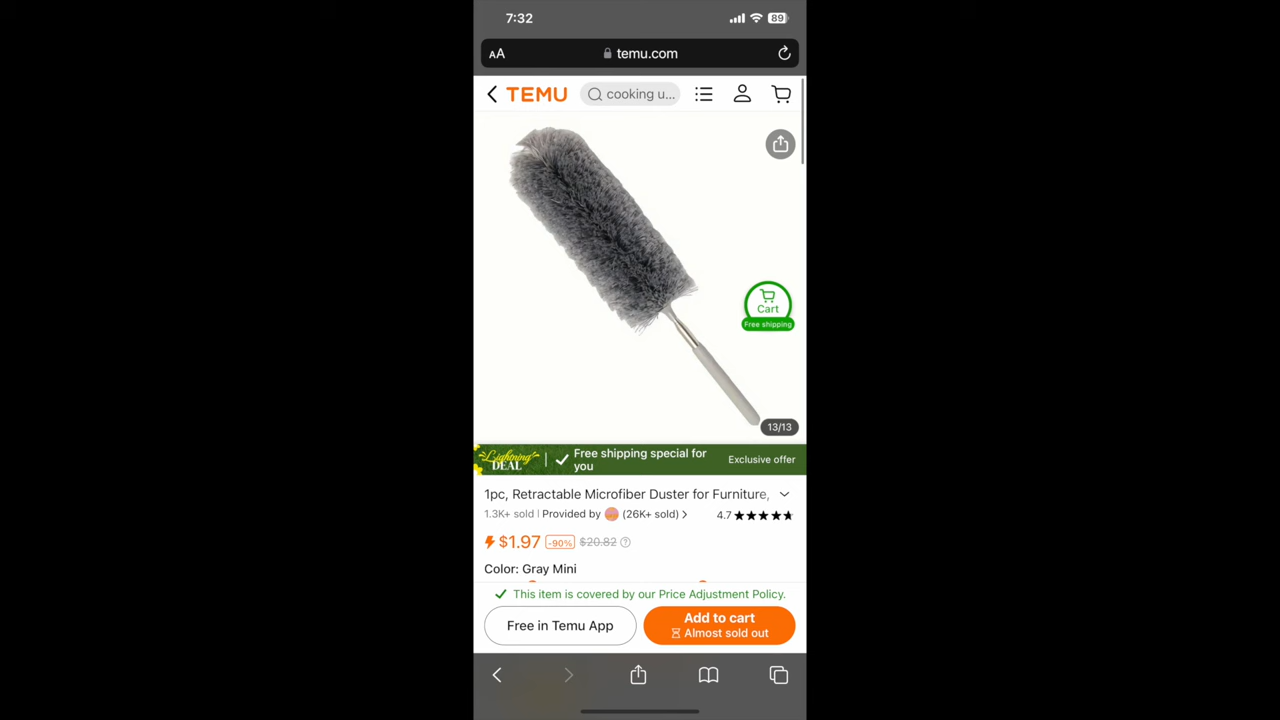 7:32
89
AA
temu.com
TEMU
cooking u...
Cart
Free shipping
13/13
Lightning
DEAL
Free shipping special for
you
Exclusive offer
1pc, Retractable Microfiber Duster for Furniture,
1.3K+ sold | Provided by (26K+ sold) >
4.7
$1.97 -90% $20.82 ?
Color: Gray Mini
This item is covered by our Price Adjustment Policy.
Free in Temu App
Add to cart
Almost sold out